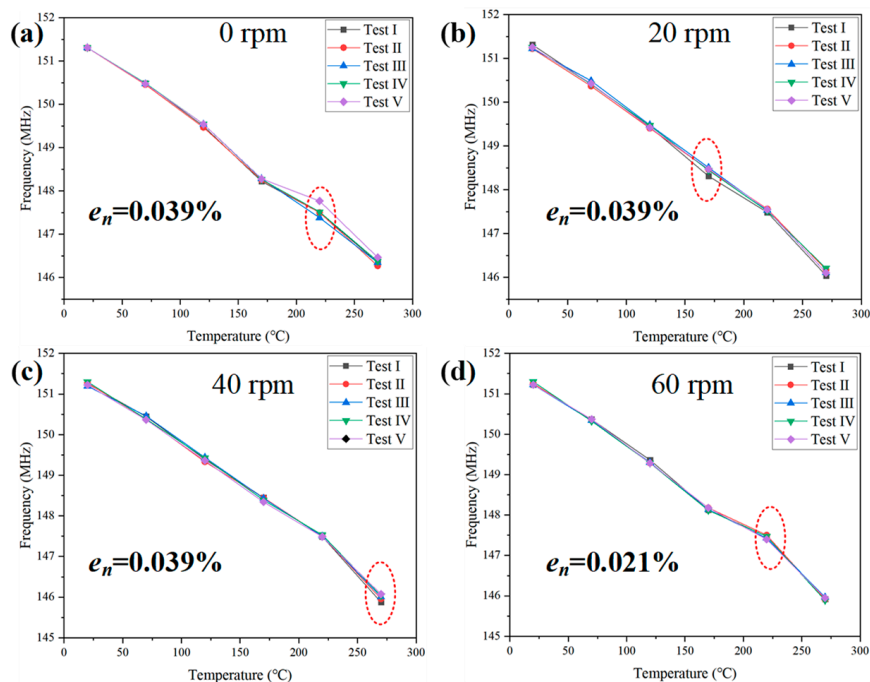 (a)
0 rpm
Test I
Test II
Test III
Test IV
Test V
152
151
150
149
148
147
146
Frequency (MHz)
eₙ=0.039%
0
50
100
150
200
250
300
Temperature (℃)
(b)
20 rpm
Test I
Test II
Test III
Test IV
Test V
152
151
150
149
148
147
146
Frequency (MHz)
eₙ=0.039%
0
50
100
150
200
250
300
Temperature (℃)
(c)
40 rpm
Test I
Test II
Test III
Test IV
Test V
152
151
150
149
148
147
146
145
Frequency (MHz)
eₙ=0.039%
0
50
100
150
200
250
300
Temperature (℃)
(d)
60 rpm
Test I
Test II
Test III
Test IV
Test V
152
151
150
149
148
147
146
145
Frequency (MHz)
eₙ=0.021%
0
50
100
150
200
250
300
Temperature (℃)